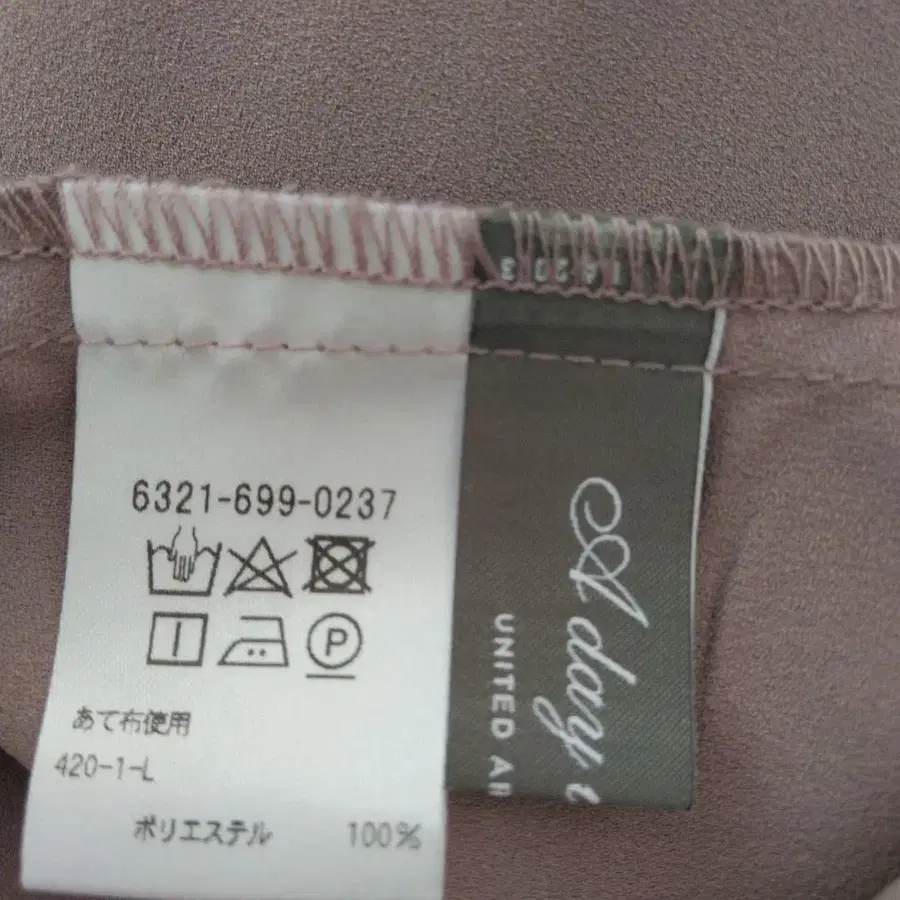 6321-699-0237
P
あて布使用
420-1-L
ポリエステル 100%
A day
UNITED AR